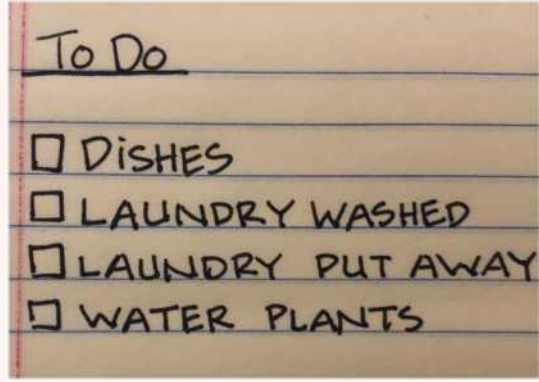 To Do
DiSHES
LAUNDRY WASHED
LAUNDRY PUT AWAY
WATER PLANTS